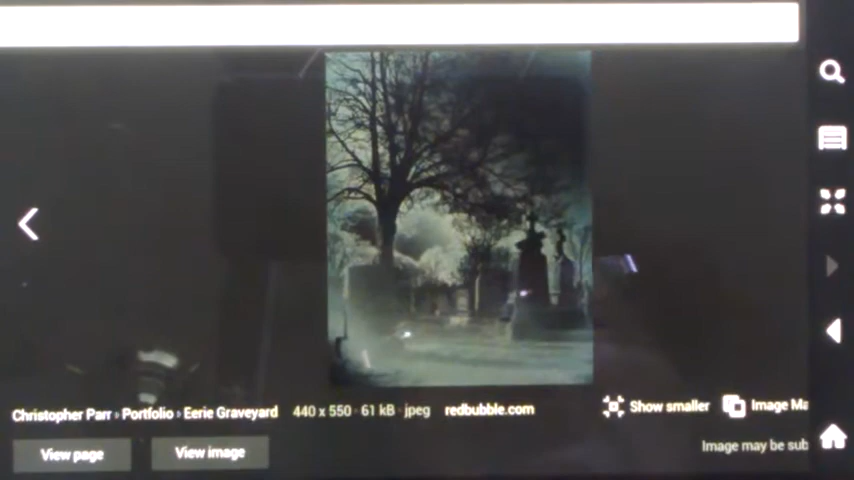 Christopher Parr › Portfolio › Eerie Graveyard 440 x 550 · 61 kB · jpeg redbubble.com Show smaller Image
View page View image Image may be